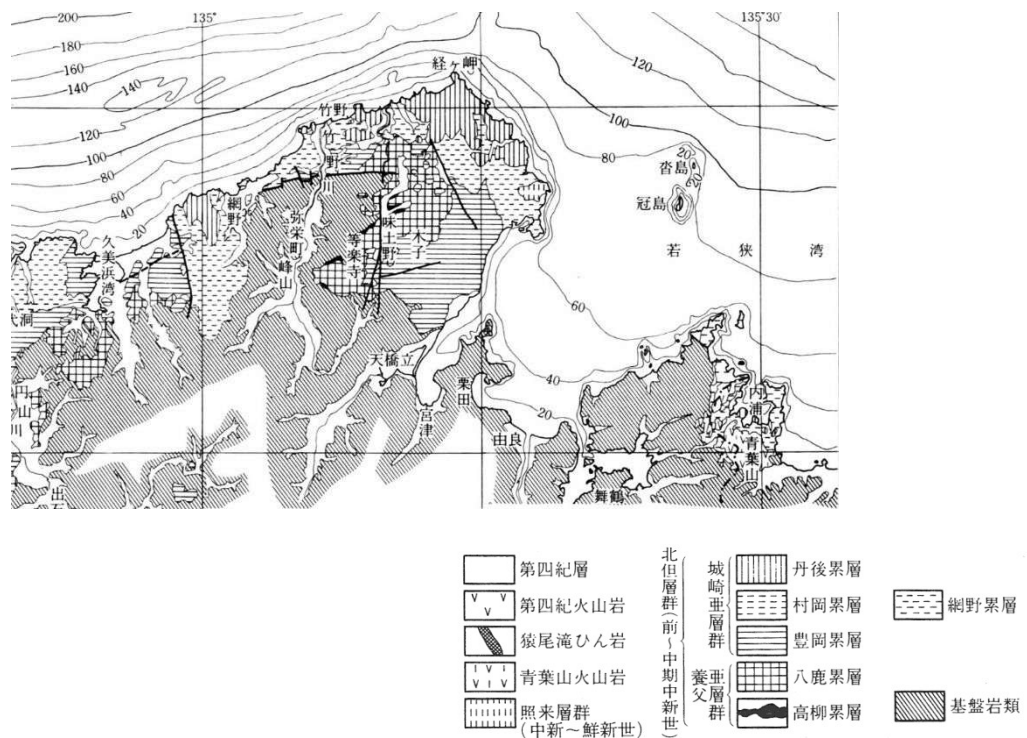 200
135°
135°30′
180
160
140
140
120
100
80
60
40
20
経ヶ岬
竹野
竹野川
網野
弥栄町
峰山
等楽寺
味土野
木子
久美浜湾
天橋立
宮津
栗田
由良
舞鶴
円山川
出石
120
100
80
20
沓島
冠島
若狭湾
60
40
20
内浦
青葉山
第四紀層
第四紀火山岩
猿尾滝ひん岩
青葉山火山岩
照来層群
(中新〜鮮新世)
北但層群(前〜中期中新世)
城崎亜層群
養父亜層群
丹後累層
村岡累層
豊岡累層
八鹿累層
高柳累層
網野累層
基盤岩類